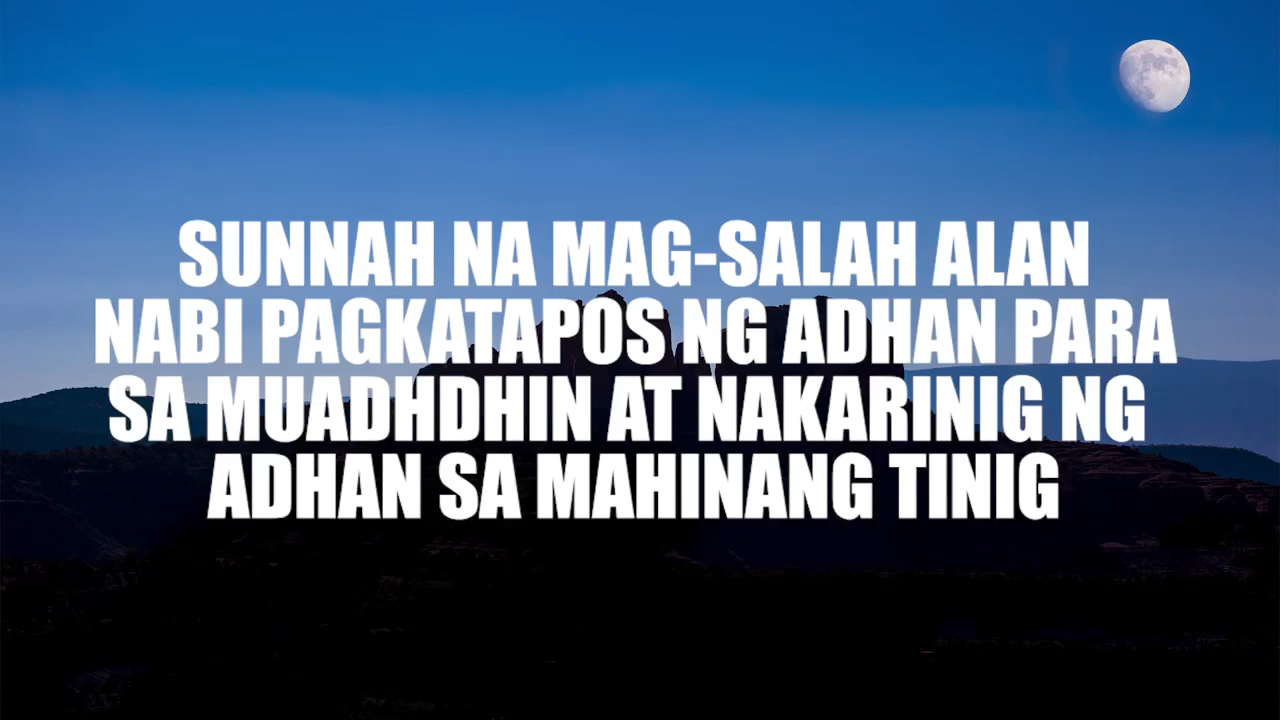 SUNNAH NA MAG-SALAH ALAN
NABI PAGKATAPOS NG ADHAN PARA
SA MUADHDHIN AT NAKARINIG NG
ADHAN SA MAHINANG TINIG